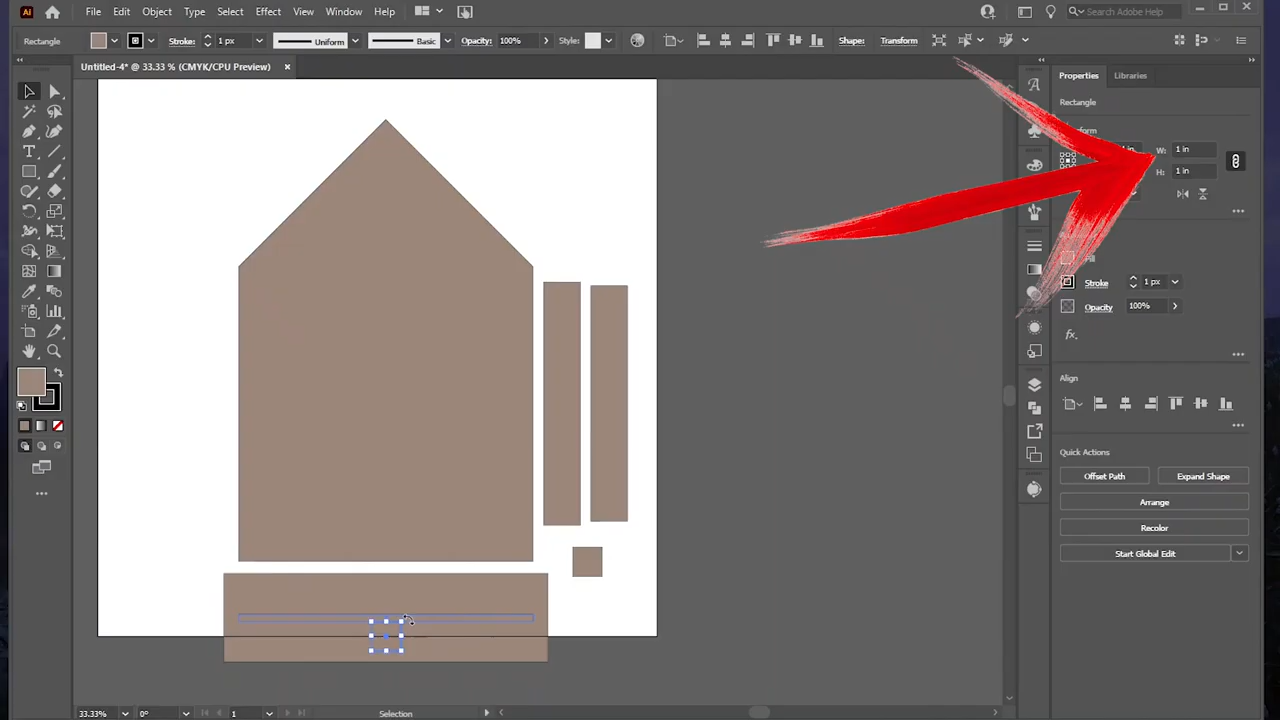 Ai File Edit Object Type Select Effect View Window Help Search Adobe Help
Rectangle Stroke: 1 px Uniform Basic Opacity: 100% Style: Shape: Transform
Untitled-4* @ 33.33 % (CMYK/CPU Preview) ×
Properties Libraries
Rectangle
W: 1 in
H: 1 in
Stroke 1 px
Opacity 100%
fx.
Align
Quick Actions
Offset Path Expand Shape
Arrange
Recolor
Start Global Edit
33.33% 0° 1 Selection